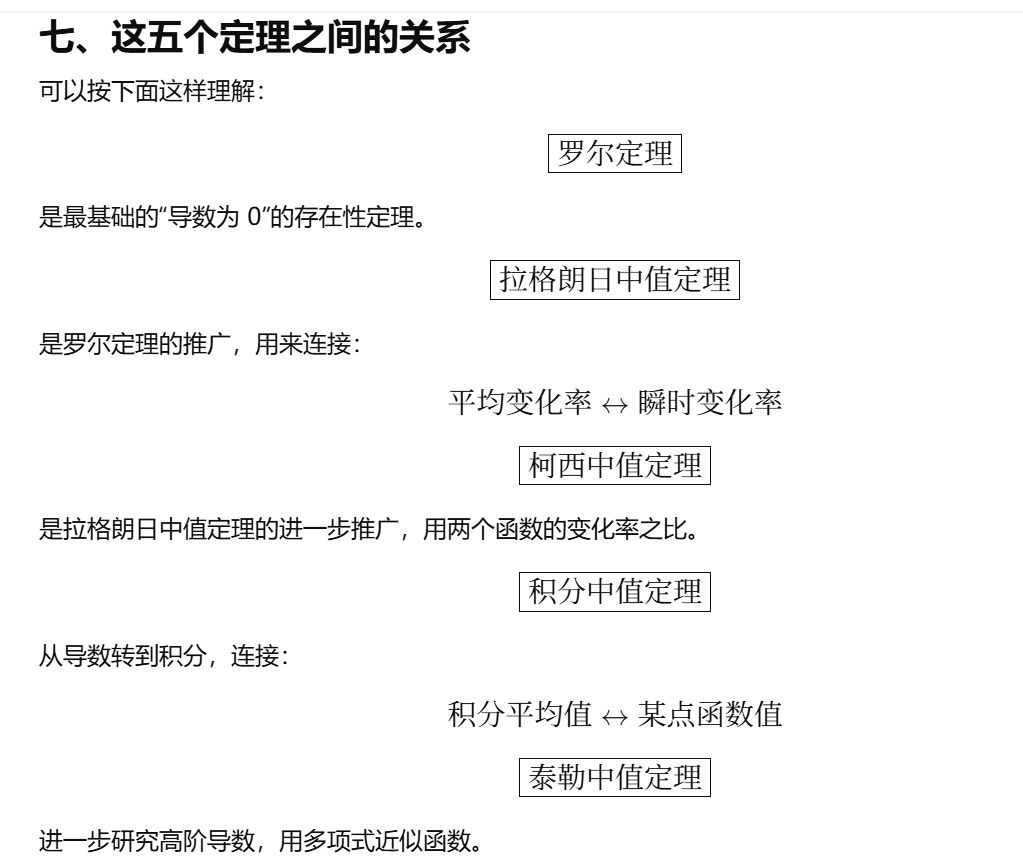 七、这五个定理之间的关系
可以按下面这样理解：
罗尔定理
是最基础的“导数为 0”的存在性定理。
拉格朗日中值定理
是罗尔定理的推广，用来连接：
平均变化率 ↔ 瞬时变化率
柯西中值定理
是拉格朗日中值定理的进一步推广，用两个函数的变化率之比。
积分中值定理
从导数转到积分，连接：
积分平均值 ↔ 某点函数值
泰勒中值定理
进一步研究高阶导数，用多项式近似函数。